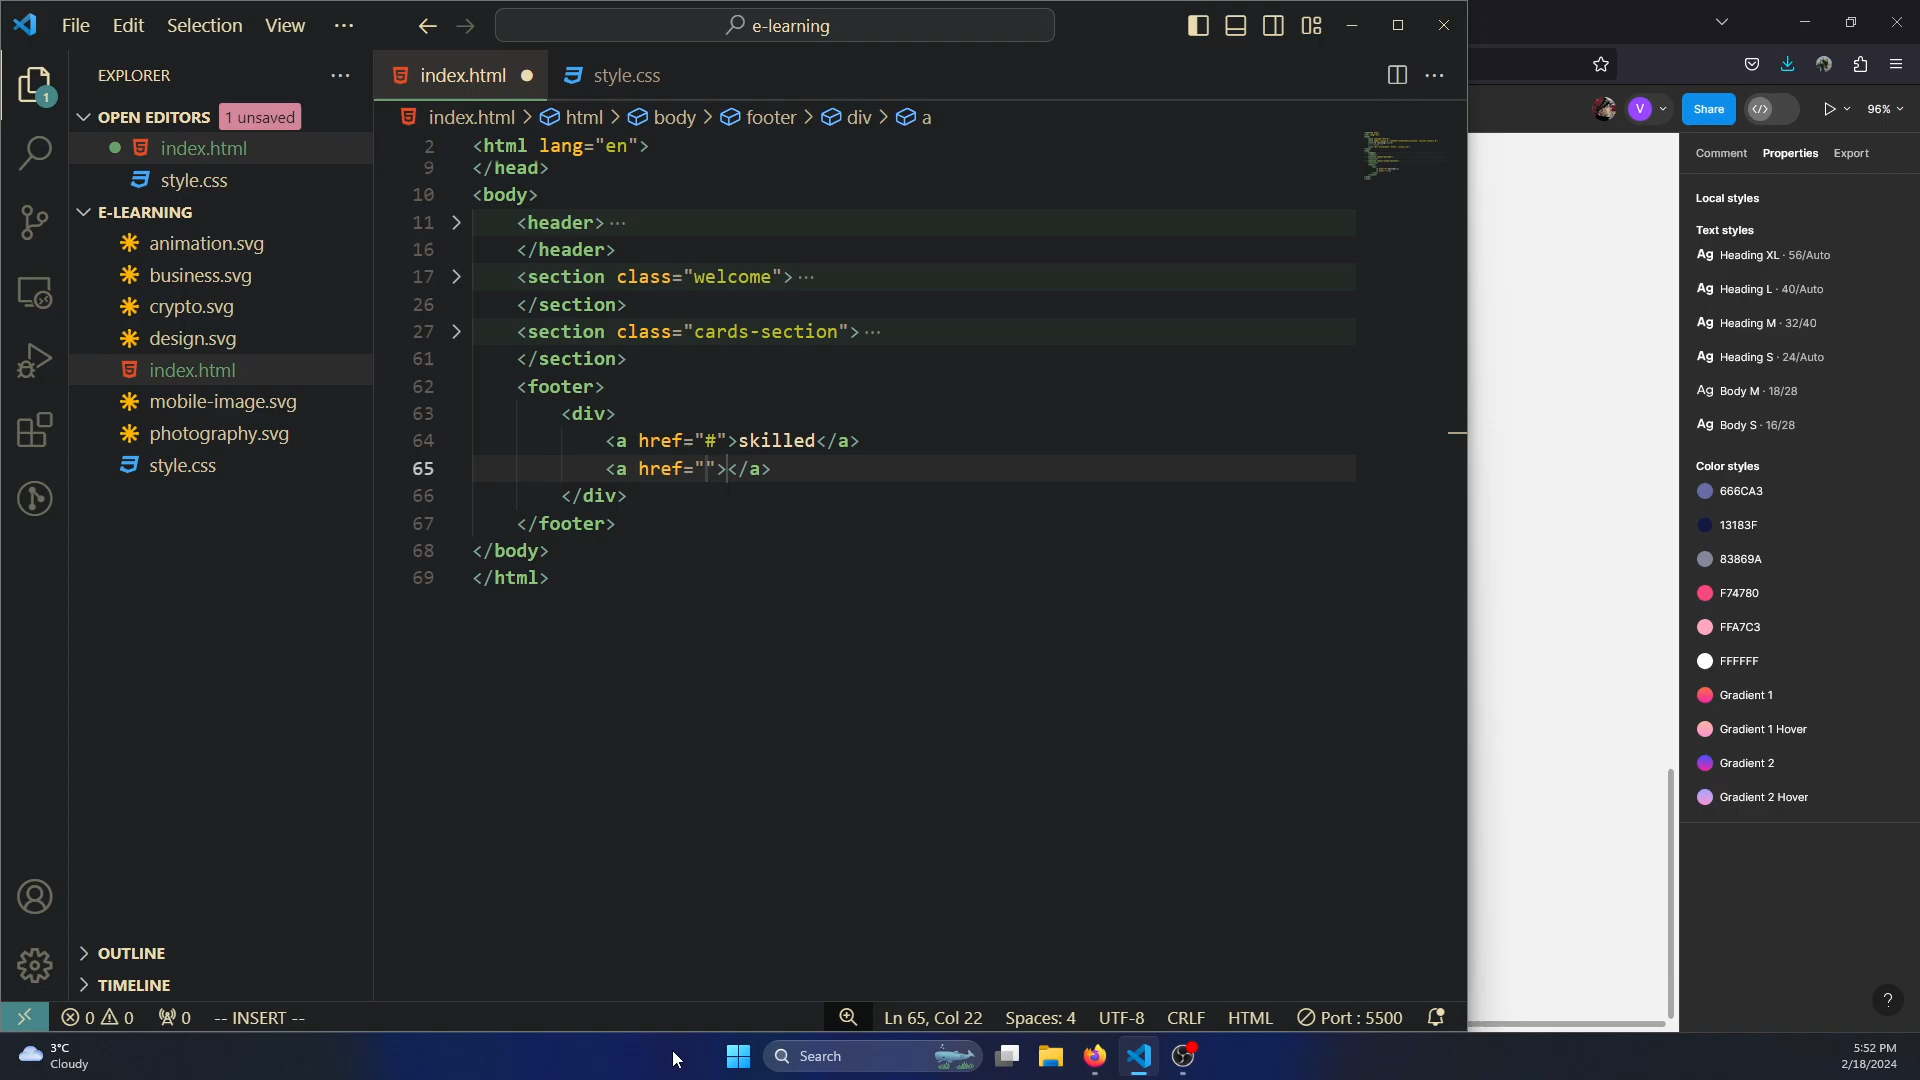 File Edit Selection View ···
e-learning
EXPLORER
OPEN EDITORS 1 unsaved
index.html
style.css
E-LEARNING
animation.svg
business.svg
crypto.svg
design.svg
index.html
mobile-image.svg
photography.svg
style.css
OUTLINE
TIMELINE
1
index.html style.css
index.html > html > body > footer > div > a
2 <html lang="en">
9 </head>
10 <body>
11 <header>···
16 </header>
17 <section class="welcome">···
26 </section>
27 <section class="cards-section">···
61 </section>
62 <footer>
63 <div>
64 <a href="#">skilled</a>
65 <a href=""></a>
66 </div>
67 </footer>
68 </body>
69 </html>
0 0 0 -- INSERT -- Ln 65, Col 22 Spaces: 4 UTF-8 CRLF HTML Port : 5500
V Share 96%
Comment Properties Export
Local styles
Text styles
Ag Heading XL · 56/Auto
Ag Heading L · 40/Auto
Ag Heading M · 32/40
Ag Heading S · 24/Auto
Ag Body M · 18/28
Ag Body S · 16/28
Color styles
666CA3
13183F
83869A
F74780
FFA7C3
FFFFFF
Gradient 1
Gradient 1 Hover
Gradient 2
Gradient 2 Hover
?
3°C
Cloudy
Search
5:52 PM
2/18/2024